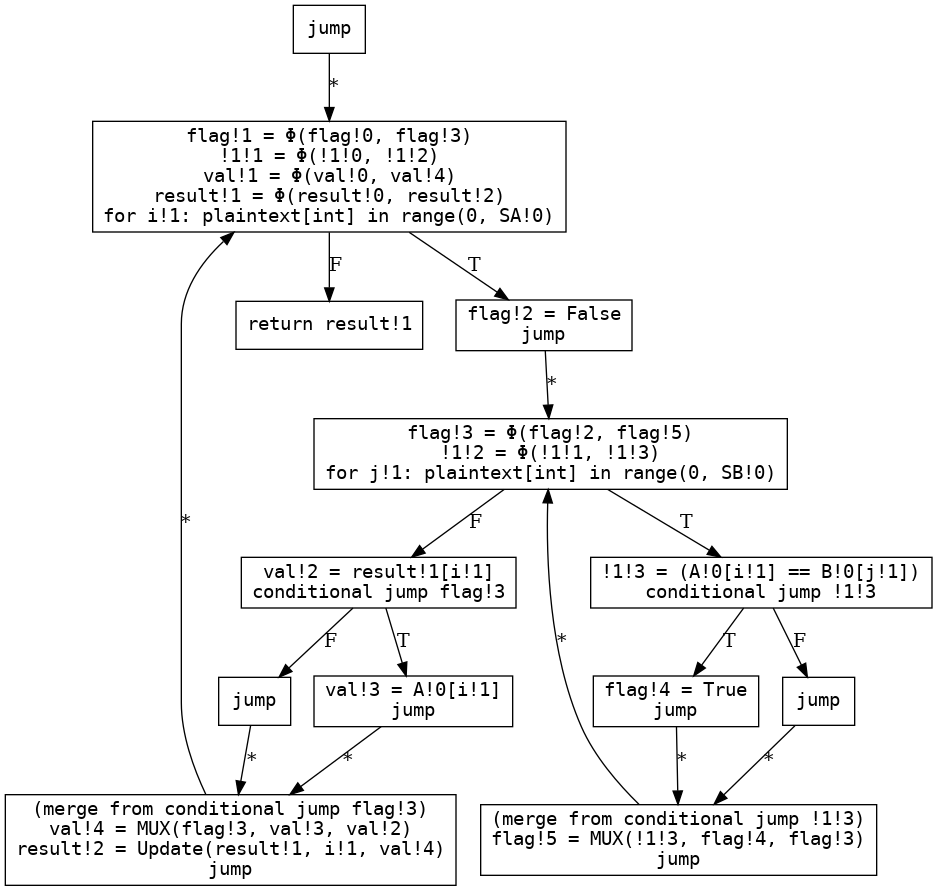 jump
*
flag!1 = Φ(flag!0, flag!3)
!1!1 = Φ(!1!0, !1!2)
val!1 = Φ(val!0, val!4)
result!1 = Φ(result!0, result!2)
for i!1: plaintext[int] in range(0, SA!0)
F
T
return result!1
flag!2 = False
jump
*
flag!3 = Φ(flag!2, flag!5)
!1!2 = Φ(!1!1, !1!3)
for j!1: plaintext[int] in range(0, SB!0)
*
F
T
val!2 = result!1[i!1]
conditional jump flag!3
!1!3 = (A!0[i!1] == B!0[j!1])
conditional jump !1!3
F
T
*
T
F
jump
val!3 = A!0[i!1]
jump
flag!4 = True
jump
jump
*
*
*
*
(merge from conditional jump flag!3)
val!4 = MUX(flag!3, val!3, val!2)
result!2 = Update(result!1, i!1, val!4)
jump
(merge from conditional jump !1!3)
flag!5 = MUX(!1!3, flag!4, flag!3)
jump